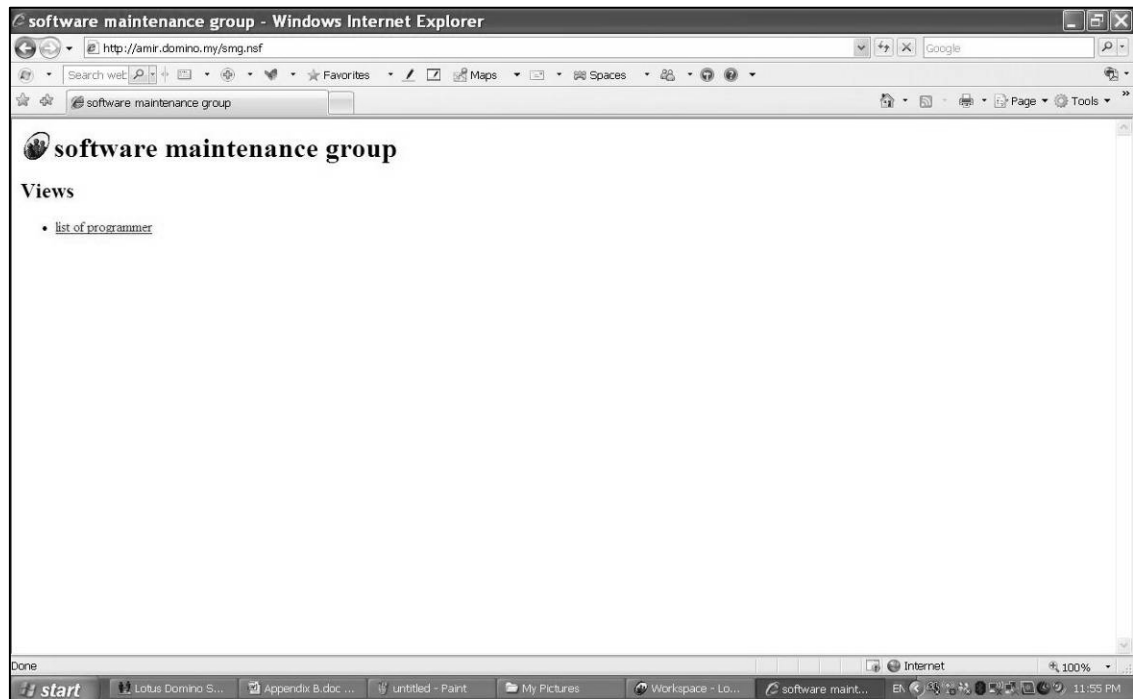 software maintenance group - Windows Internet Explorer
http://amir.domino.my/smg.nsf Google
Search web Favorites Maps Spaces
software maintenance group Page Tools
software maintenance group
Views
list of programmer
Done Internet 100%
start Lotus Domino S... Appendix B.doc ... untitled - Paint My Pictures Workspace - Lo... software maint... EN 11:55 PM